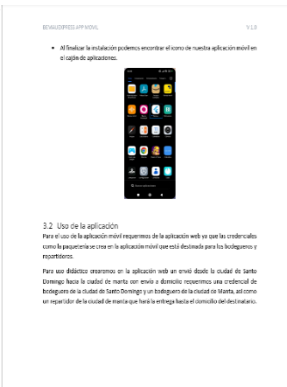 BENALEXPRESS APP MÓVIL V 1.0
• Al finalizar la instalación podemos encontrar el icono de nuestra aplicación móvil en
el cajón de aplicaciones.
3.2 Uso de la aplicación
Para el uso de la aplicación móvil requerimos de la aplicación web ya que las credenciales
como la paquetería se crea en la aplicación móvil que está destinada para los bodegueros y
repartidores.
Para uso didáctico crearemos en la aplicación web un envió desde la ciudad de Santo
Domingo hacia la ciudad de manta con envío a domicilio requerimos una credencial de
bodeguero de la ciudad de Santo Domingo y un bodeguero de la ciudad de Manta, así como
un repartidor de la ciudad de manta que hará la entrega hasta el domicilio del destinatario.